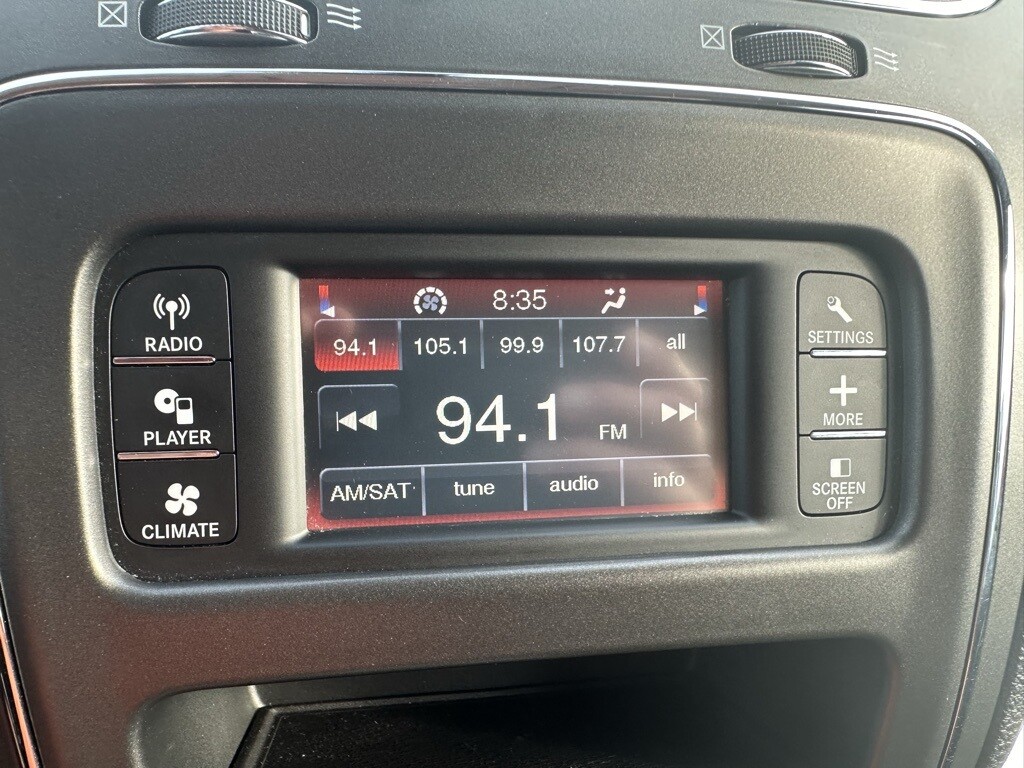 RADIO
PLAYER
CLIMATE
8:35
94.1 105.1 99.9 107.7 all
94.1 FM
AM/SAT tune audio info
SETTINGS
MORE
SCREEN
OFF